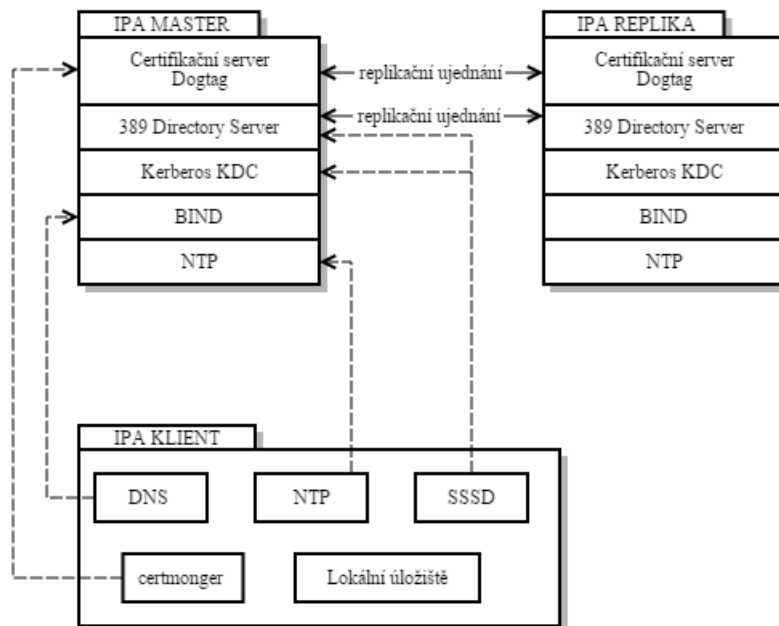 IPA MASTER
Certifikační server
Dogtag
389 Directory Server
Kerberos KDC
BIND
NTP
replikační ujednání
replikační ujednání
IPA REPLIKA
Certifikační server
Dogtag
389 Directory Server
Kerberos KDC
BIND
NTP
IPA KLIENT
DNS
NTP
SSSD
certmonger
Lokální úložiště